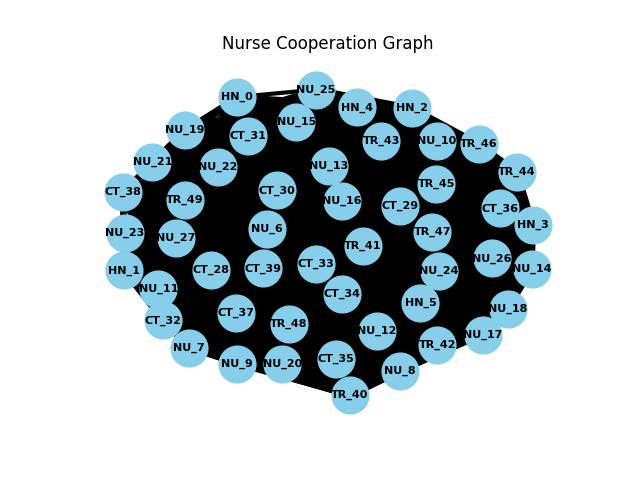 Nurse Cooperation Graph
NU_25
HN_0
HN_4
HN_2
NU_15
NU_19
CT_31
TR_43
NU_10
TR_46
NU_21
NU_22
NU_13
TR_44
CT_38
TR_49
CT_30
NU_16
CT_29
TR_45
CT_36
NU_23
NU_27
NU_6
TR_41
TR_47
HN_3
HN_1
CT_28
CT_39
CT_33
NU_24
NU_26
NU_14
NU_11
CT_34
HN_5
NU_18
CT_32
CT_37
TR_48
NU_12
NU_17
NU_7
NU_9
NU_20
CT_35
TR_42
NU_8
TR_40